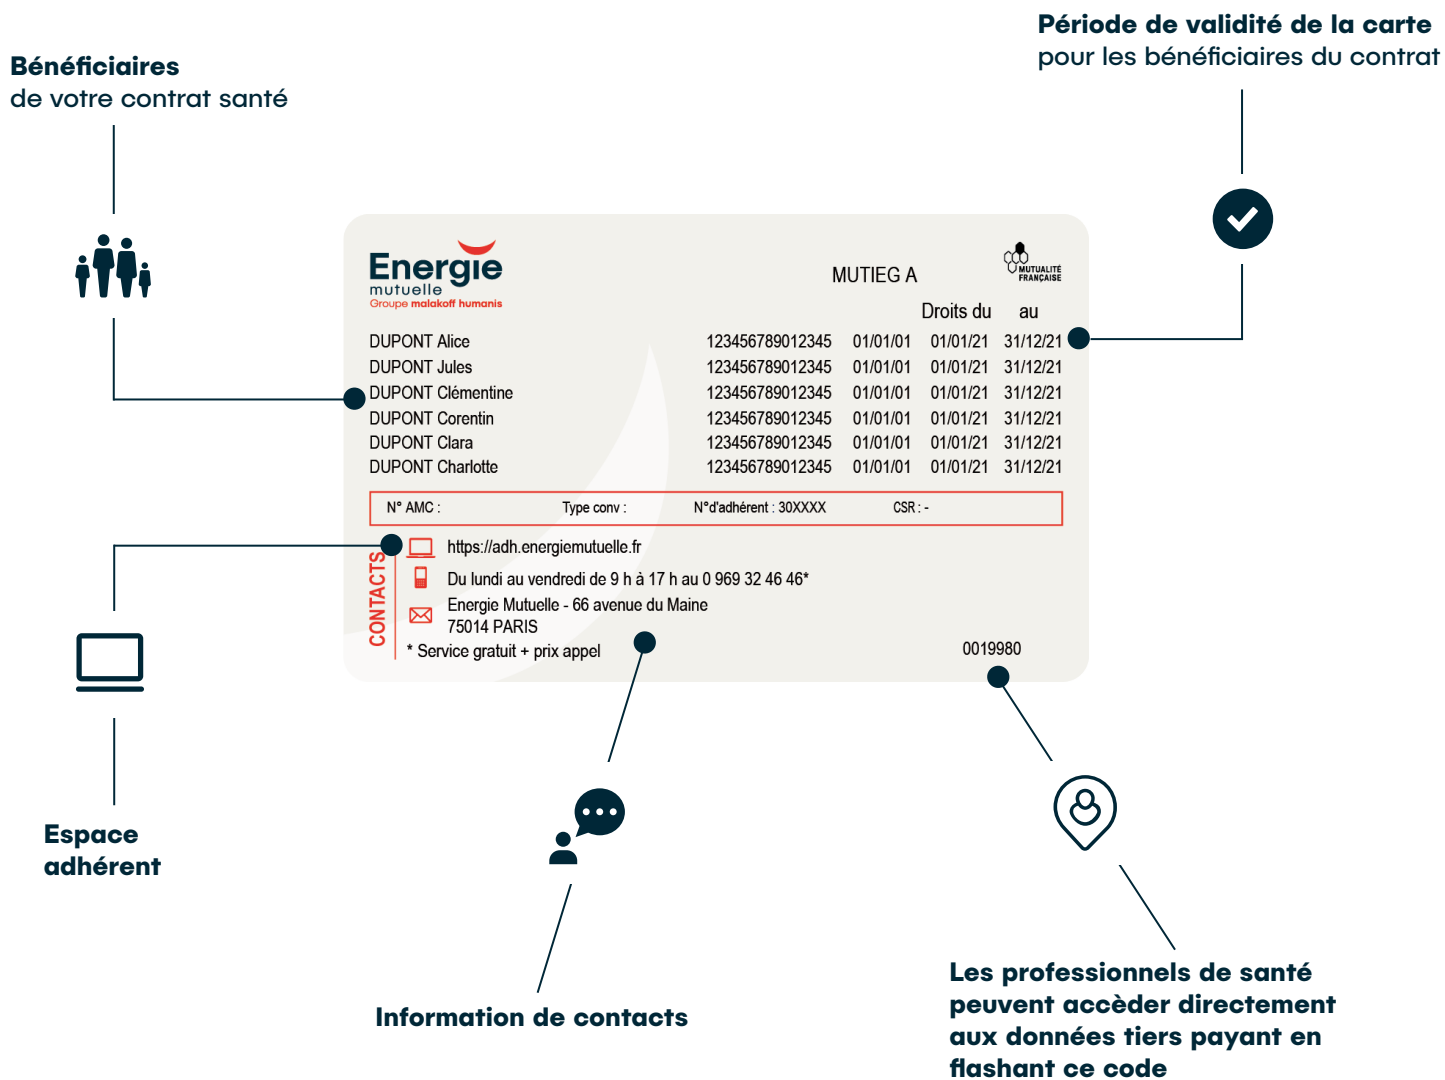 Période de validité de la carte
pour les bénéficiaires du contrat
Bénéficiaires
de votre contrat santé
Energie
mutuelle
Groupe malakoff humanis
MUTIEG A
MUTUALITÉ
FRANÇAISE
Droits du au
DUPONT Alice 123456789012345 01/01/01 01/01/21 31/12/21
DUPONT Jules 123456789012345 01/01/01 01/01/21 31/12/21
DUPONT Clémentine 123456789012345 01/01/01 01/01/21 31/12/21
DUPONT Corentin 123456789012345 01/01/01 01/01/21 31/12/21
DUPONT Clara 123456789012345 01/01/01 01/01/21 31/12/21
DUPONT Charlotte 123456789012345 01/01/01 01/01/21 31/12/21
N° AMC : Type conv : N°d'adhérent : 30XXXX CSR : -
CONTACTS
https://adh.energiemutuelle.fr
Du lundi au vendredi de 9 h à 17 h au 0 969 32 46 46*
Energie Mutuelle - 66 avenue du Maine
75014 PARIS
* Service gratuit + prix appel
0019980
Espace
adhérent
Information de contacts
Les professionnels de santé
peuvent accèder directement
aux données tiers payant en
flashant ce code